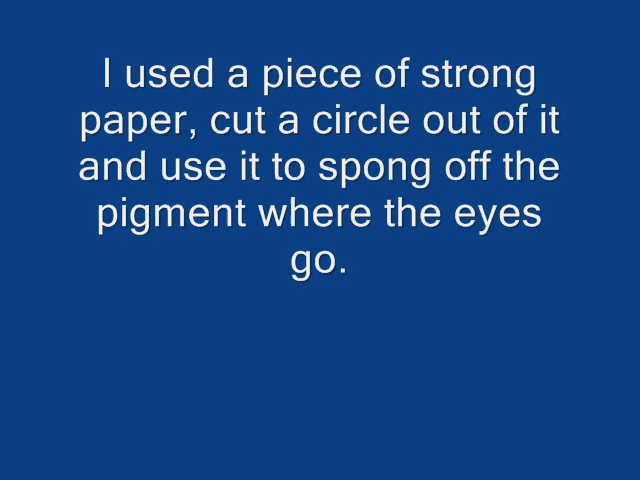 I used a piece of strong
paper, cut a circle out of it
and use it to spong off the
pigment where the eyes
go.